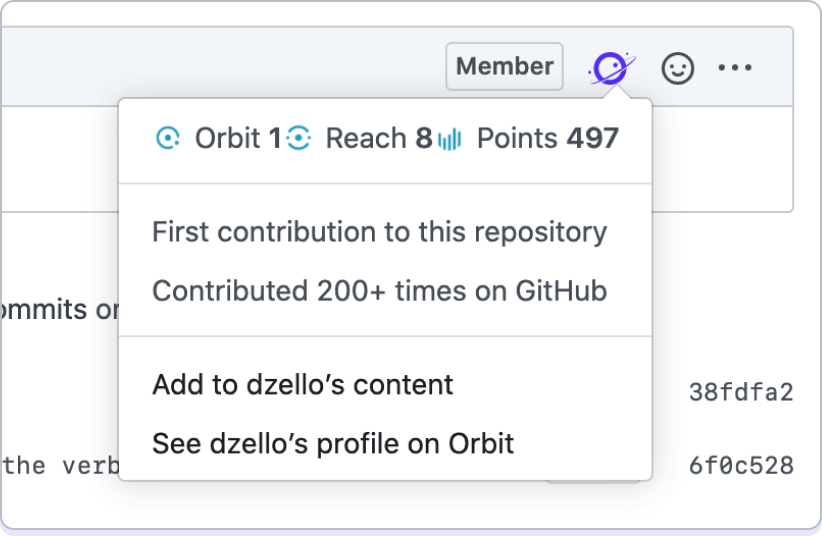 Member
Orbit 1 Reach 8 Points 497
First contribution to this repository
Contributed 200+ times on GitHub
ommits or
Add to dzello’s content
38fdfa2
See dzello’s profile on Orbit
the verb
6f0c528